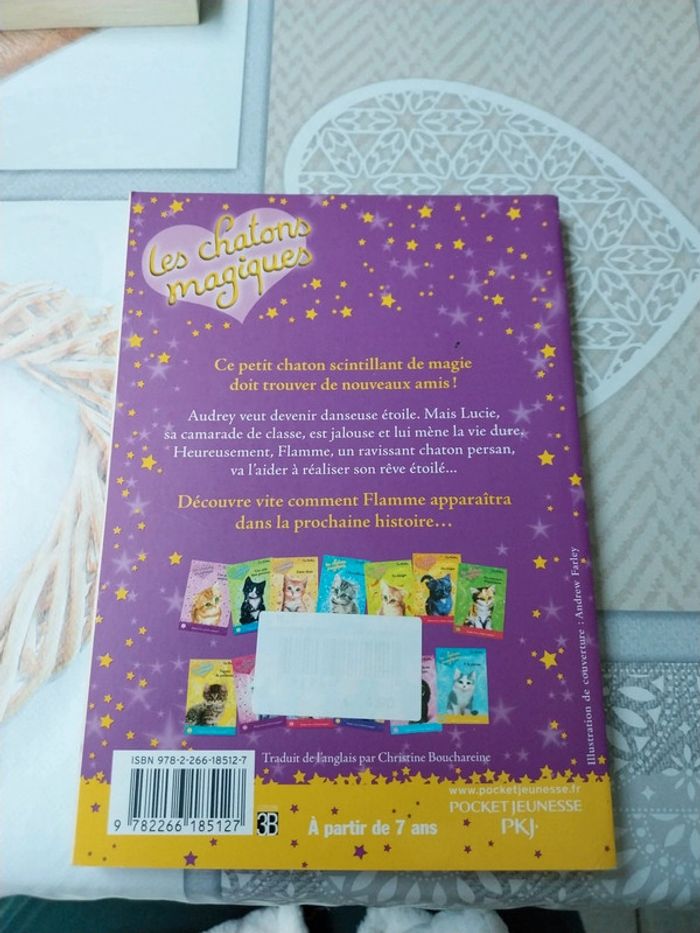 Les chatons
magiques
Ce petit chaton scintillant de magie
doit trouver de nouveaux amis !
Audrey veut devenir danseuse étoile. Mais Lucie,
sa camarade de classe, est jalouse et lui mène la vie dure.
Heureusement, Flamme, un ravissant chaton persan,
va l'aider à réaliser son rêve étoilé...
Découvre vite comment Flamme apparaîtra
dans la prochaine histoire...
Illustration de couverture : Andrew Farley
Traduit de l'anglais par Christine Bouchareine
ISBN 978-2-266-18512-7
9 782266 185127
3B
À partir de 7 ans
www.pocketjeunesse.fr
POCKET JEUNESSE
PKJ·